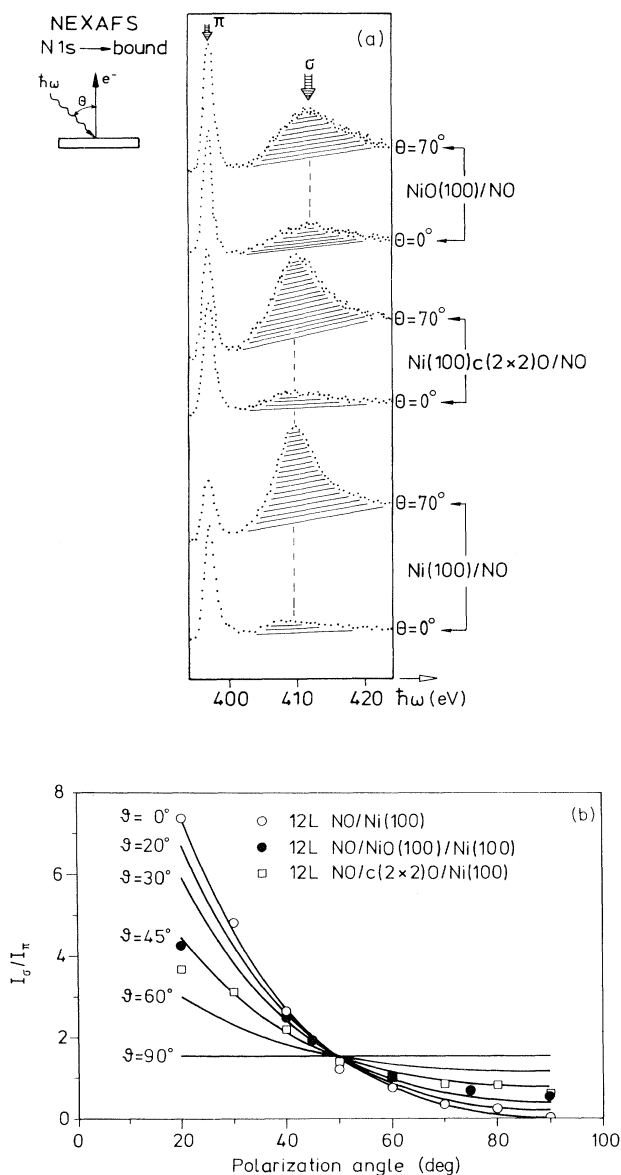 NEXAFS
N 1s → bound
ħω
e⁻
Θ
π
(a)
σ
Θ=70°
NiO(100)/NO
Θ=0°
Θ=70°
Ni(100)c(2×2)O/NO
Θ=0°
Θ=70°
Ni(100)/NO
Θ=0°
400 410 420 ħω (eV)
8
6
4
2
0
Iσ/Iπ
(b)
ϑ= 0°
ϑ=20°
ϑ=30°
ϑ=45°
ϑ=60°
ϑ=90°
12L NO/Ni(100)
12L NO/NiO(100)/Ni(100)
12L NO/c(2×2)O/Ni(100)
0 20 40 60 80 100
Polarization angle (deg)